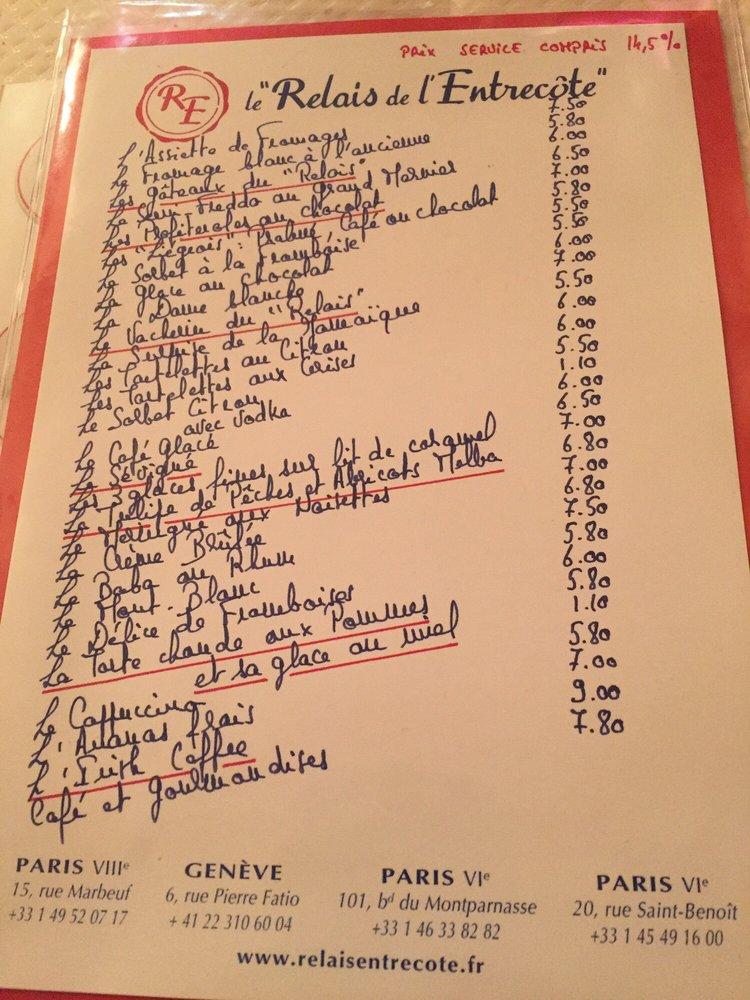 PRIX SERVICE COMPRIS 14,5%
RE
le "Relais de l'Entrecôte"
L'Assiette de Fromages 7.50
Le Fromage blanc à l'ancienne 5.80
Les gâteaux du "Relais" 6.00
Le Semi-Freddo au Grand Marnier 6.50
Les Profiteroles au chocolat 7.00
Les "Liégeois": Praliné, Café ou chocolat 5.80
Le Sorbet à la Framboise 5.50
La glace au Chocolat 5.50
La Dame blanche 6.00
Le Vacherin du "Relais" 7.00
La Surprise de la Jamaïque 5.50
Les Tartelettes au Citron 6.00
Les Tartelettes aux Cerises 6.00
Le Sorbet Citron 5.50
avec Vodka 1.10
Le Café glacé 6.00
Le Sévigné 6.50
Les 3 glaces fines sur lit de caramel 7.00
La Tulipe de Pêches et Abricots Melba 6.80
La Meringue aux Noisettes 7.00
La Crème Brûlée 6.80
Le Baba au Rhum 7.50
Le Mont-Blanc 5.80
Le Délice de Framboises 6.00
La Tarte chaude aux Pommes 5.80
et sa glace au miel 1.10
Le Cappuccino 5.80
L'Ananas frais 7.00
L'Irish Coffee 9.00
Café et Gourmandises 7.80
PARIS VIIIe
15, rue Marbeuf
+33 1 49 52 07 17
GENÈVE
6, rue Pierre Fatio
+ 41 22 310 60 04
PARIS VIe
101, bd du Montparnasse
+33 1 46 33 82 82
PARIS VIe
20, rue Saint-Benoît
+33 1 45 49 16 00
www.relaisentrecote.fr